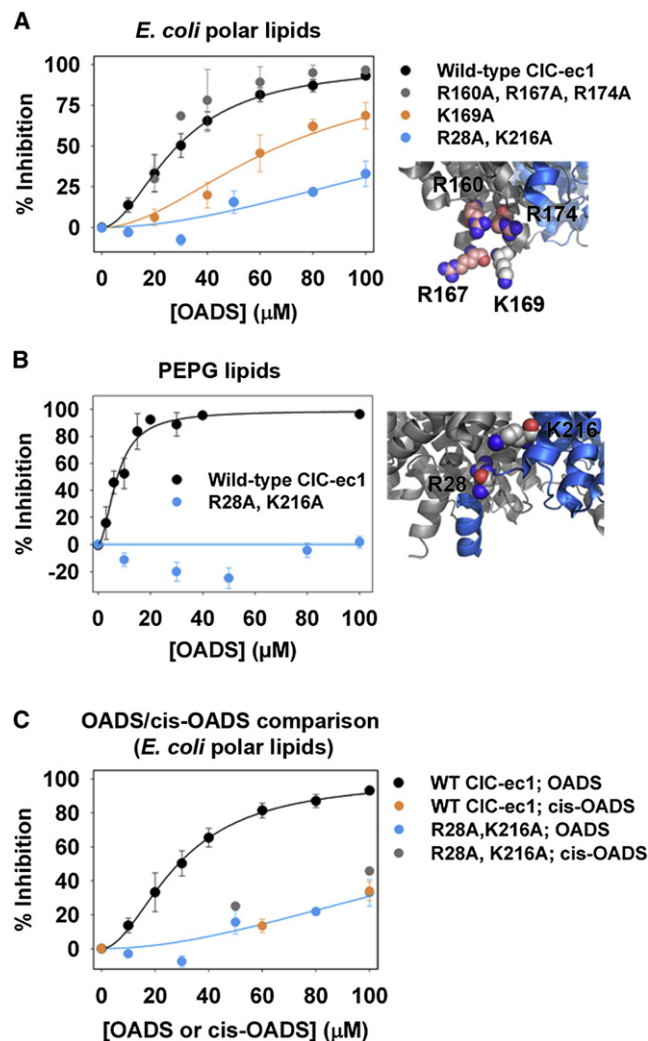 A
E. coli polar lipids
% Inhibition
100
75
50
25
0
0 20 40 60 80 100
[OADS] (µM)
Wild-type ClC-ec1
R160A, R167A, R174A
K169A
R28A, K216A
R160
R174
R167
K169
B
PEPG lipids
% Inhibition
100
80
60
40
20
0
-20
0 20 40 60 80 100
[OADS] (µM)
Wild-type ClC-ec1
R28A, K216A
K216
R28
C
OADS/cis-OADS comparison
(E. coli polar lipids)
% Inhibition
100
80
60
40
20
0
0 20 40 60 80 100
[OADS or cis-OADS] (µM)
WT ClC-ec1; OADS
WT ClC-ec1; cis-OADS
R28A,K216A; OADS
R28A, K216A; cis-OADS